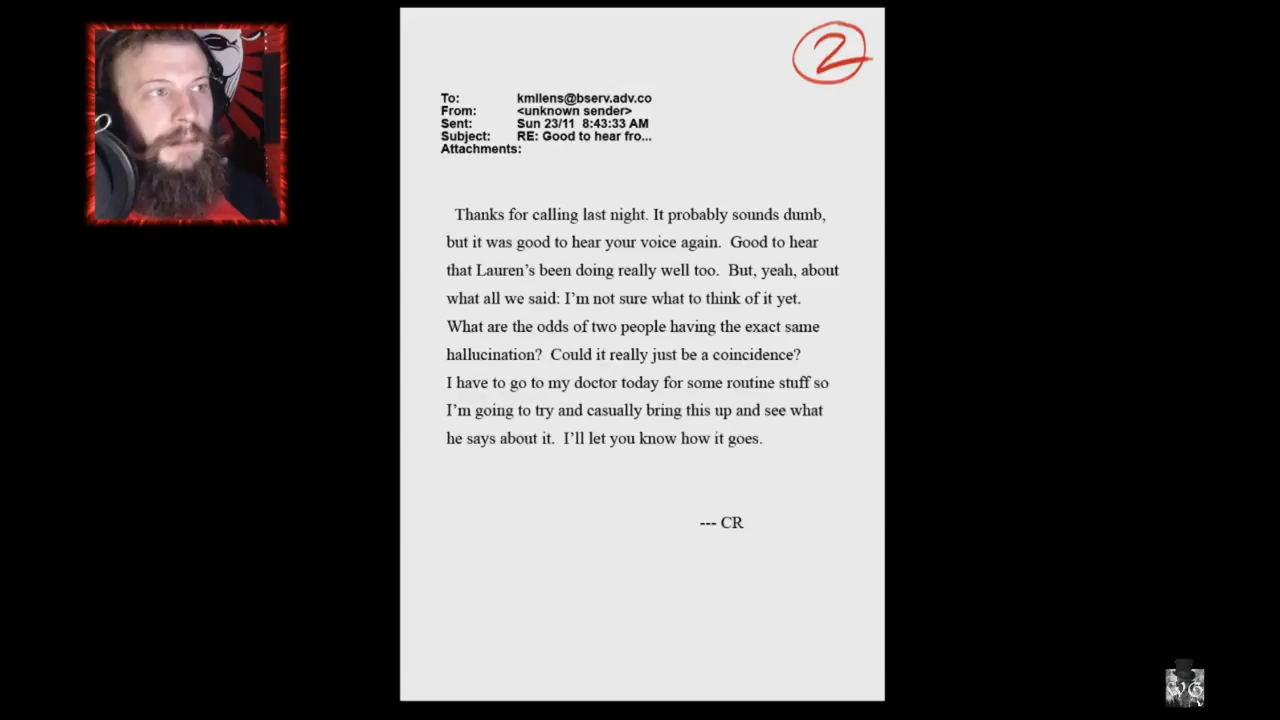 2
To: kmllens@bserv.adv.co
From: <unknown sender>
Sent: Sun 23/11 8:43:33 AM
Subject: RE: Good to hear fro...
Attachments:
Thanks for calling last night. It probably sounds dumb,
but it was good to hear your voice again. Good to hear
that Lauren's been doing really well too. But, yeah, about
what all we said: I'm not sure what to think of it yet.
What are the odds of two people having the exact same
hallucination? Could it really just be a coincidence?
I have to go to my doctor today for some routine stuff so
I'm going to try and casually bring this up and see what
he says about it. I'll let you know how it goes.
--- CR
VG